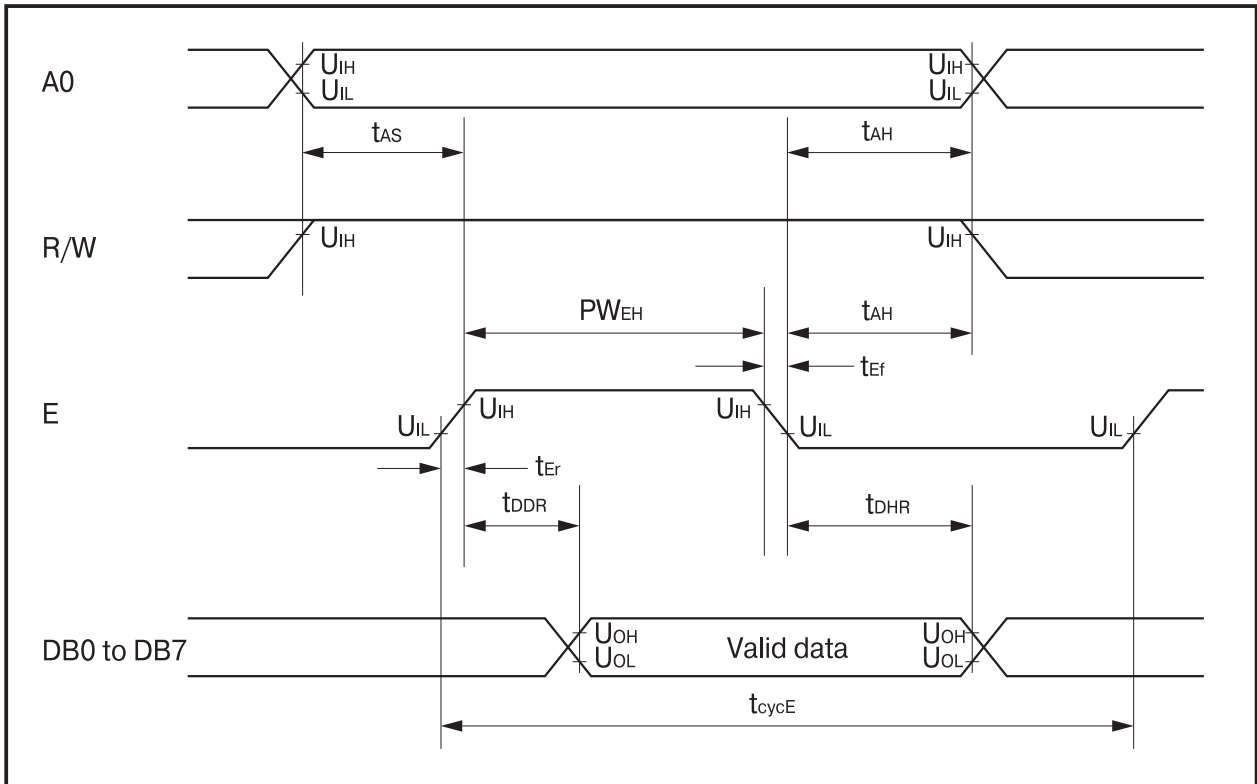 A0
UIH
UIL
UIH
UIL
tAS
tAH
R/W
UIH
UIH
PWEH
tAH
tEf
E
UIL
UIH
UIH
UIL
UIL
tEr
tDDR
tDHR
DB0 to DB7
UOH
UOL
Valid data
UOH
UOL
tcycE